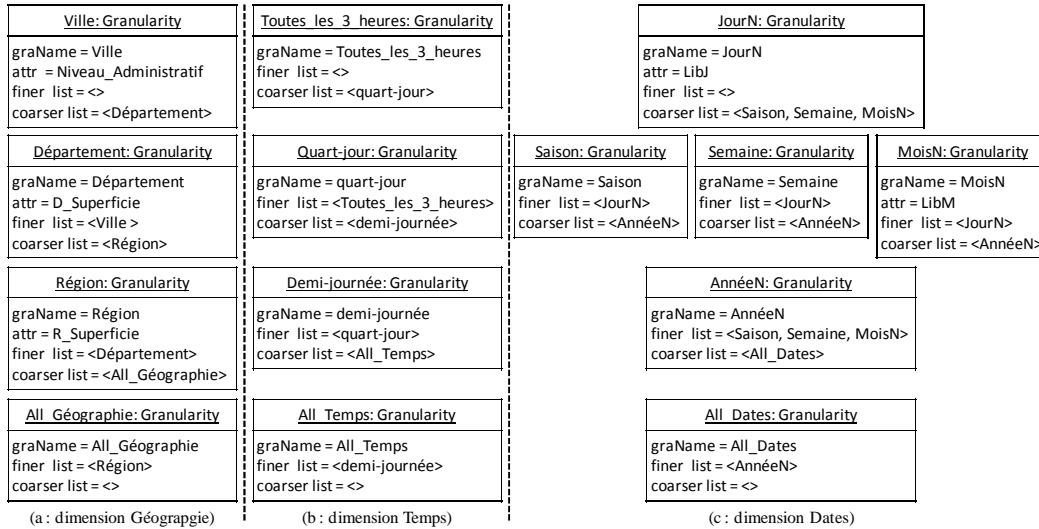 Ville: Granularity
graName = Ville
attr = Niveau_Administratif
finer list = <>
coarser list = <Département>
Département: Granularity
graName = Département
attr = D_Superficie
finer list = <Ville >
coarser list = <Région>
Région: Granularity
graName = Région
attr = R_Superficie
finer list = <Département>
coarser list = <All_Géographie>
All_Géographie: Granularity
graName = All_Géographie
finer list = <Région>
coarser list = <>
(a : dimension Géograpgie)
Toutes_les_3_heures: Granularity
graName = Toutes_les_3_heures
finer list = <>
coarser list = <quart-jour>
Quart-jour: Granularity
graName = quart-jour
finer list = <Toutes_les_3_heures>
coarser list = <demi-journée>
Demi-journée: Granularity
graName = demi-journée
finer list = <quart-jour>
coarser list = <All_Temps>
All_Temps: Granularity
graName = All_Temps
finer list = <demi-journée>
coarser list = <>
(b : dimension Temps)
JourN: Granularity
graName = JourN
attr = LibJ
finer list = <>
coarser list = <Saison, Semaine, MoisN>
Saison: Granularity
graName = Saison
finer list = <JourN>
coarser list = <AnnéeN>
Semaine: Granularity
graName = Semaine
finer list = <JourN>
coarser list = <AnnéeN>
MoisN: Granularity
graName = MoisN
attr = LibM
finer list = <JourN>
coarser list = <AnnéeN>
AnnéeN: Granularity
graName = AnnéeN
finer list = <Saison, Semaine, MoisN>
coarser list = <All_Dates>
All_Dates: Granularity
graName = All_Dates
finer list = <AnnéeN>
coarser list = <>
(c : dimension Dates)